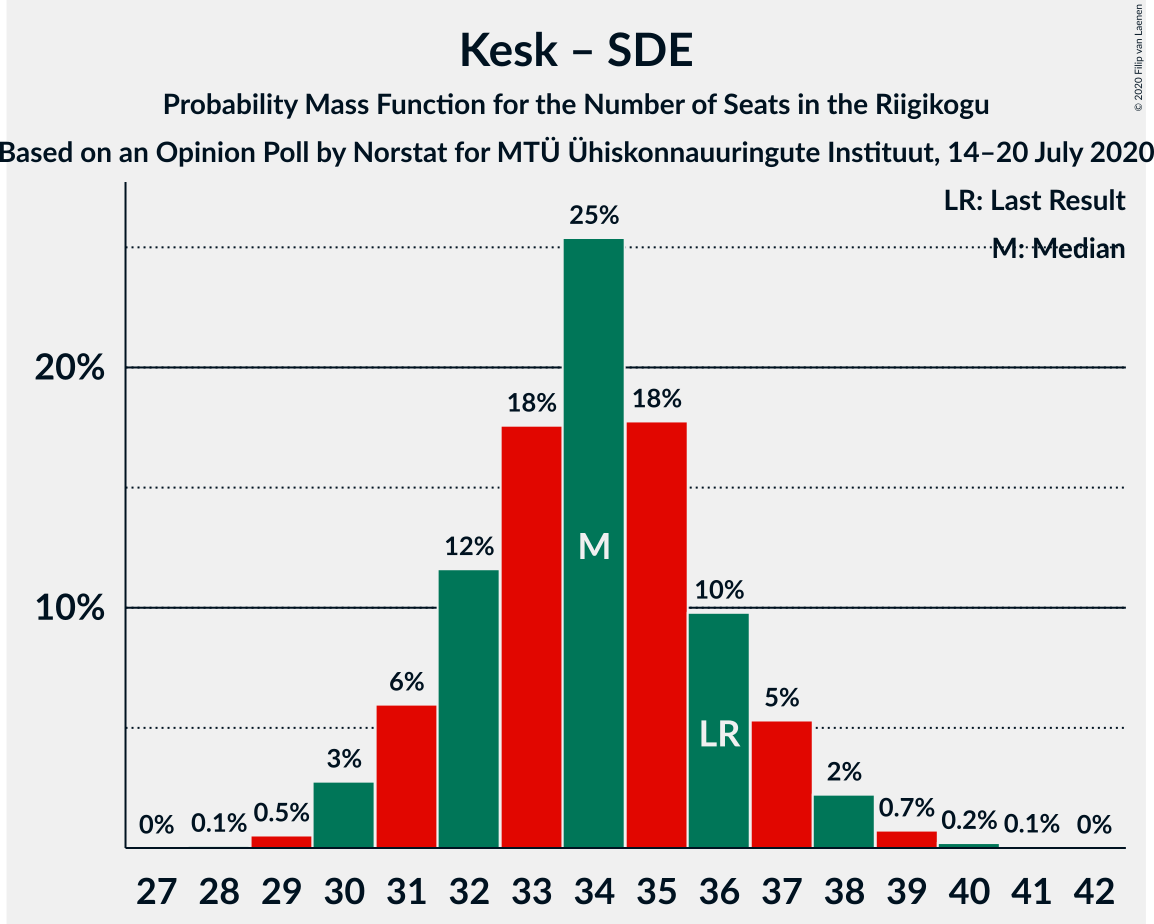 Kesk – SDE
Probability Mass Function for the Number of Seats in the Riigikogu
Based on an Opinion Poll by Norstat for MTÜ Ühiskonnauuringute Instituut, 14–20 July 2020
© 2020 Filip van Laenen
LR: Last Result
M: Median
25%
20%
18% 18%
12% M
10% 10%
6% 5% LR
3% 2%
0% 0.1% 0.5% 0.7% 0.2% 0.1% 0%
27 28 29 30 31 32 33 34 35 36 37 38 39 40 41 42